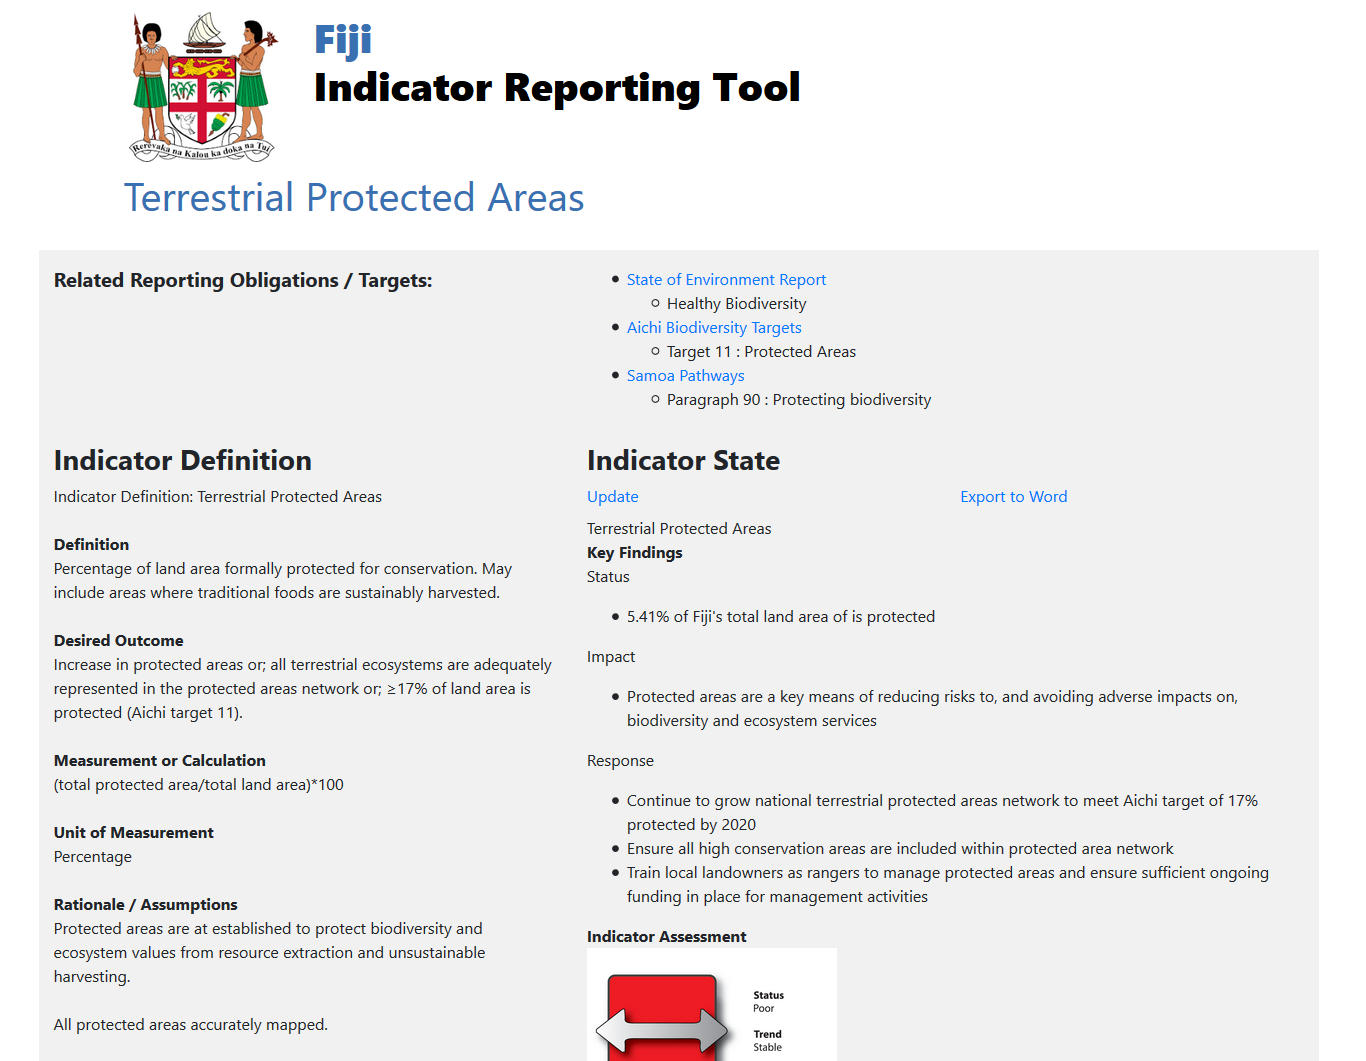 Fiji
Indicator Reporting Tool
Rerevaka na Kalou ka doka na Tui
Terrestrial Protected Areas
Related Reporting Obligations / Targets:
State of Environment Report
Healthy Biodiversity
Aichi Biodiversity Targets
Target 11 : Protected Areas
Samoa Pathways
Paragraph 90 : Protecting biodiversity
Indicator Definition
Indicator Definition: Terrestrial Protected Areas
Definition
Percentage of land area formally protected for conservation. May
include areas where traditional foods are sustainably harvested.
Desired Outcome
Increase in protected areas or; all terrestrial ecosystems are adequately
represented in the protected areas network or; ≥17% of land area is
protected (Aichi target 11).
Measurement or Calculation
(total protected area/total land area)*100
Unit of Measurement
Percentage
Rationale / Assumptions
Protected areas are at established to protect biodiversity and
ecosystem values from resource extraction and unsustainable
harvesting.
All protected areas accurately mapped.
Indicator State
Update
Export to Word
Terrestrial Protected Areas
Key Findings
Status
5.41% of Fiji's total land area of is protected
Impact
Protected areas are a key means of reducing risks to, and avoiding adverse impacts on,
biodiversity and ecosystem services
Response
Continue to grow national terrestrial protected areas network to meet Aichi target of 17%
protected by 2020
Ensure all high conservation areas are included within protected area network
Train local landowners as rangers to manage protected areas and ensure sufficient ongoing
funding in place for management activities
Indicator Assessment
Status
Poor
Trend
Stable